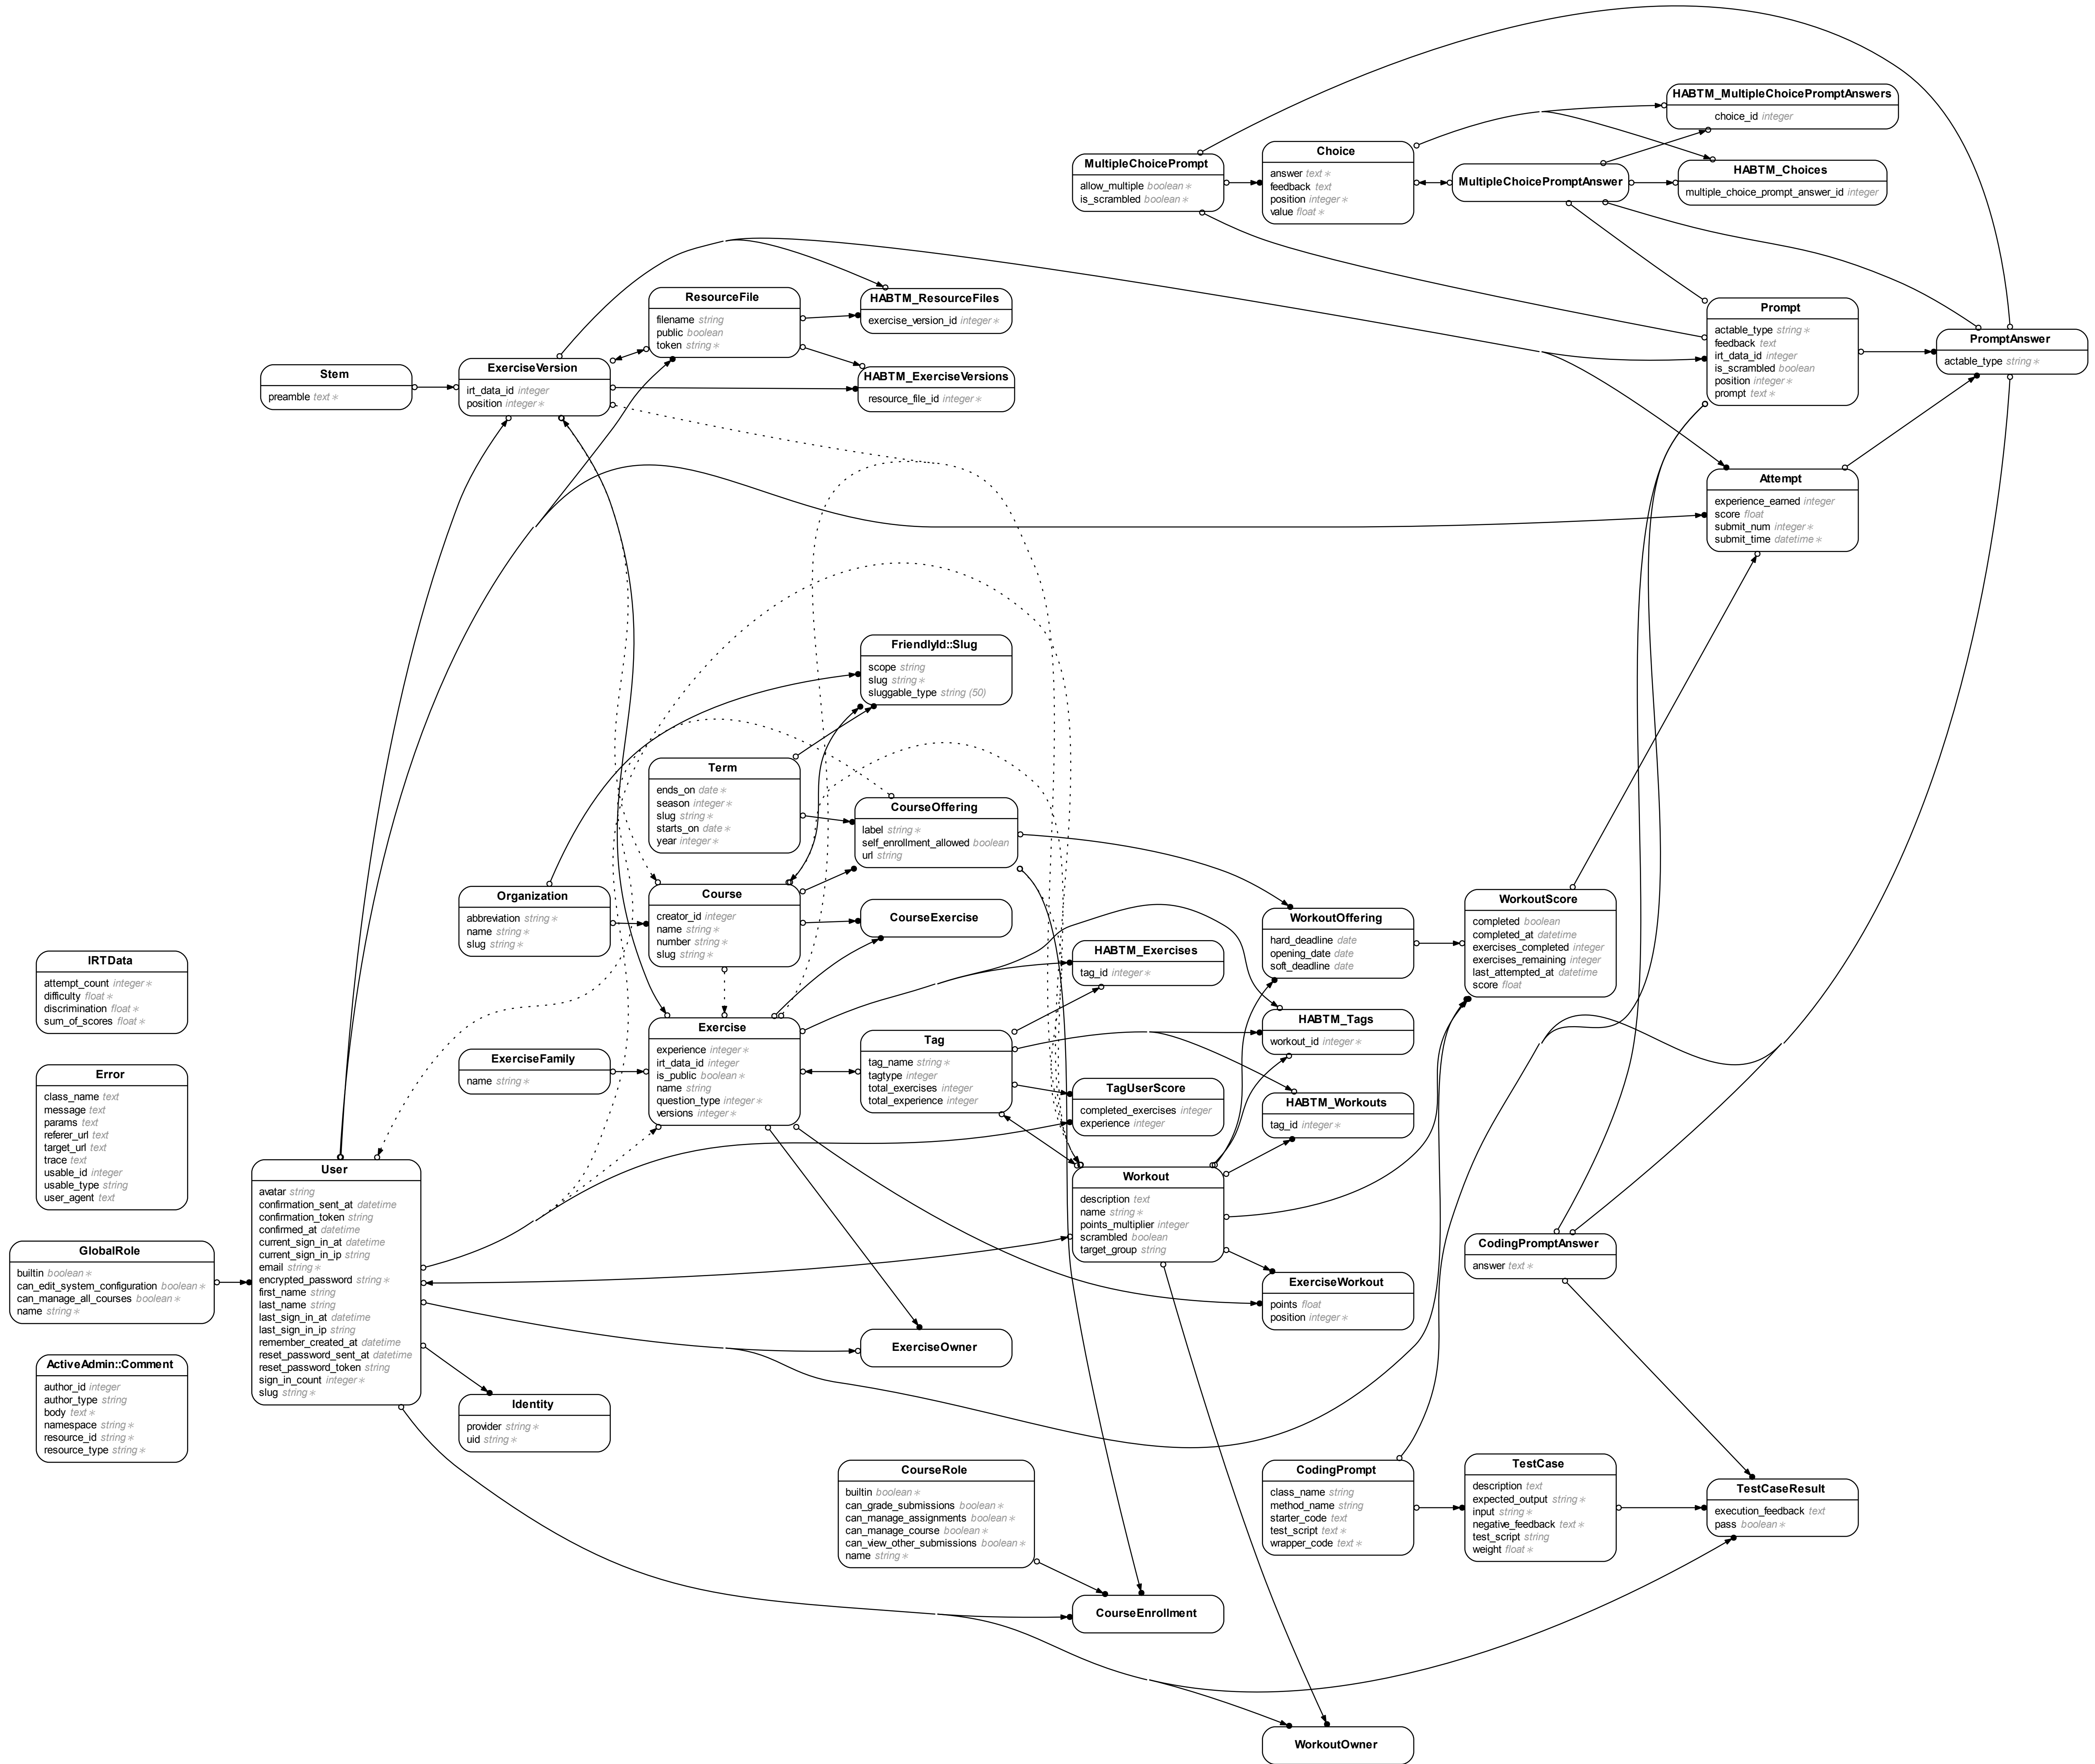 HABTM_MultipleChoicePromptAnswers
choice_id integer
MultipleChoicePrompt
allow_multiple boolean ∗
is_scrambled boolean ∗
Choice
answer text ∗
feedback text
position integer ∗
value float ∗
MultipleChoicePromptAnswer
HABTM_Choices
multiple_choice_prompt_answer_id integer
ResourceFile
filename string
public boolean
token string ∗
HABTM_ResourceFiles
exercise_version_id integer ∗
Prompt
actable_type string ∗
feedback text
irt_data_id integer
is_scrambled boolean
position integer ∗
prompt text ∗
PromptAnswer
actable_type string ∗
Stem
preamble text ∗
ExerciseVersion
irt_data_id integer
position integer ∗
HABTM_ExerciseVersions
resource_file_id integer ∗
Attempt
experience_earned integer
score float
submit_num integer ∗
submit_time datetime ∗
FriendlyId::Slug
scope string
slug string ∗
sluggable_type string (50)
Term
ends_on date ∗
season integer ∗
slug string ∗
starts_on date ∗
year integer ∗
CourseOffering
label string ∗
self_enrollment_allowed boolean
url string
Organization
abbreviation string ∗
name string ∗
slug string ∗
Course
creator_id integer
name string ∗
number string ∗
slug string ∗
CourseExercise
WorkoutOffering
hard_deadline date
opening_date date
soft_deadline date
WorkoutScore
completed boolean
completed_at datetime
exercises_completed integer
exercises_remaining integer
last_attempted_at datetime
score float
IRTData
attempt_count integer ∗
difficulty float ∗
discrimination float ∗
sum_of_scores float ∗
HABTM_Exercises
tag_id integer ∗
HABTM_Tags
workout_id integer ∗
ExerciseFamily
name string ∗
Exercise
experience integer ∗
irt_data_id integer
is_public boolean ∗
name string
question_type integer ∗
versions integer ∗
Tag
tag_name string ∗
tagtype integer
total_exercises integer
total_experience integer
TagUserScore
completed_exercises integer
experience integer
HABTM_Workouts
tag_id integer ∗
Error
class_name text
message text
params text
referer_url text
target_url text
trace text
usable_id integer
usable_type string
user_agent text
User
avatar string
confirmation_sent_at datetime
confirmation_token string
confirmed_at datetime
current_sign_in_at datetime
current_sign_in_ip string
email string ∗
encrypted_password string ∗
first_name string
last_name string
last_sign_in_at datetime
last_sign_in_ip string
remember_created_at datetime
reset_password_sent_at datetime
reset_password_token string
sign_in_count integer ∗
slug string ∗
Workout
description text
name string ∗
points_multiplier integer
scrambled boolean
target_group string
GlobalRole
builtin boolean ∗
can_edit_system_configuration boolean ∗
can_manage_all_courses boolean ∗
name string ∗
CodingPromptAnswer
answer text ∗
ExerciseWorkout
points float
position integer ∗
ExerciseOwner
ActiveAdmin::Comment
author_id integer
author_type string
body text ∗
namespace string ∗
resource_id string ∗
resource_type string ∗
Identity
provider string ∗
uid string ∗
CourseRole
builtin boolean ∗
can_grade_submissions boolean ∗
can_manage_assignments boolean ∗
can_manage_course boolean ∗
can_view_other_submissions boolean ∗
name string ∗
CodingPrompt
class_name string
method_name string
starter_code text
test_script text ∗
wrapper_code text ∗
TestCase
description text
expected_output string ∗
input string ∗
negative_feedback text ∗
test_script string
weight float ∗
TestCaseResult
execution_feedback text
pass boolean ∗
CourseEnrollment
WorkoutOwner